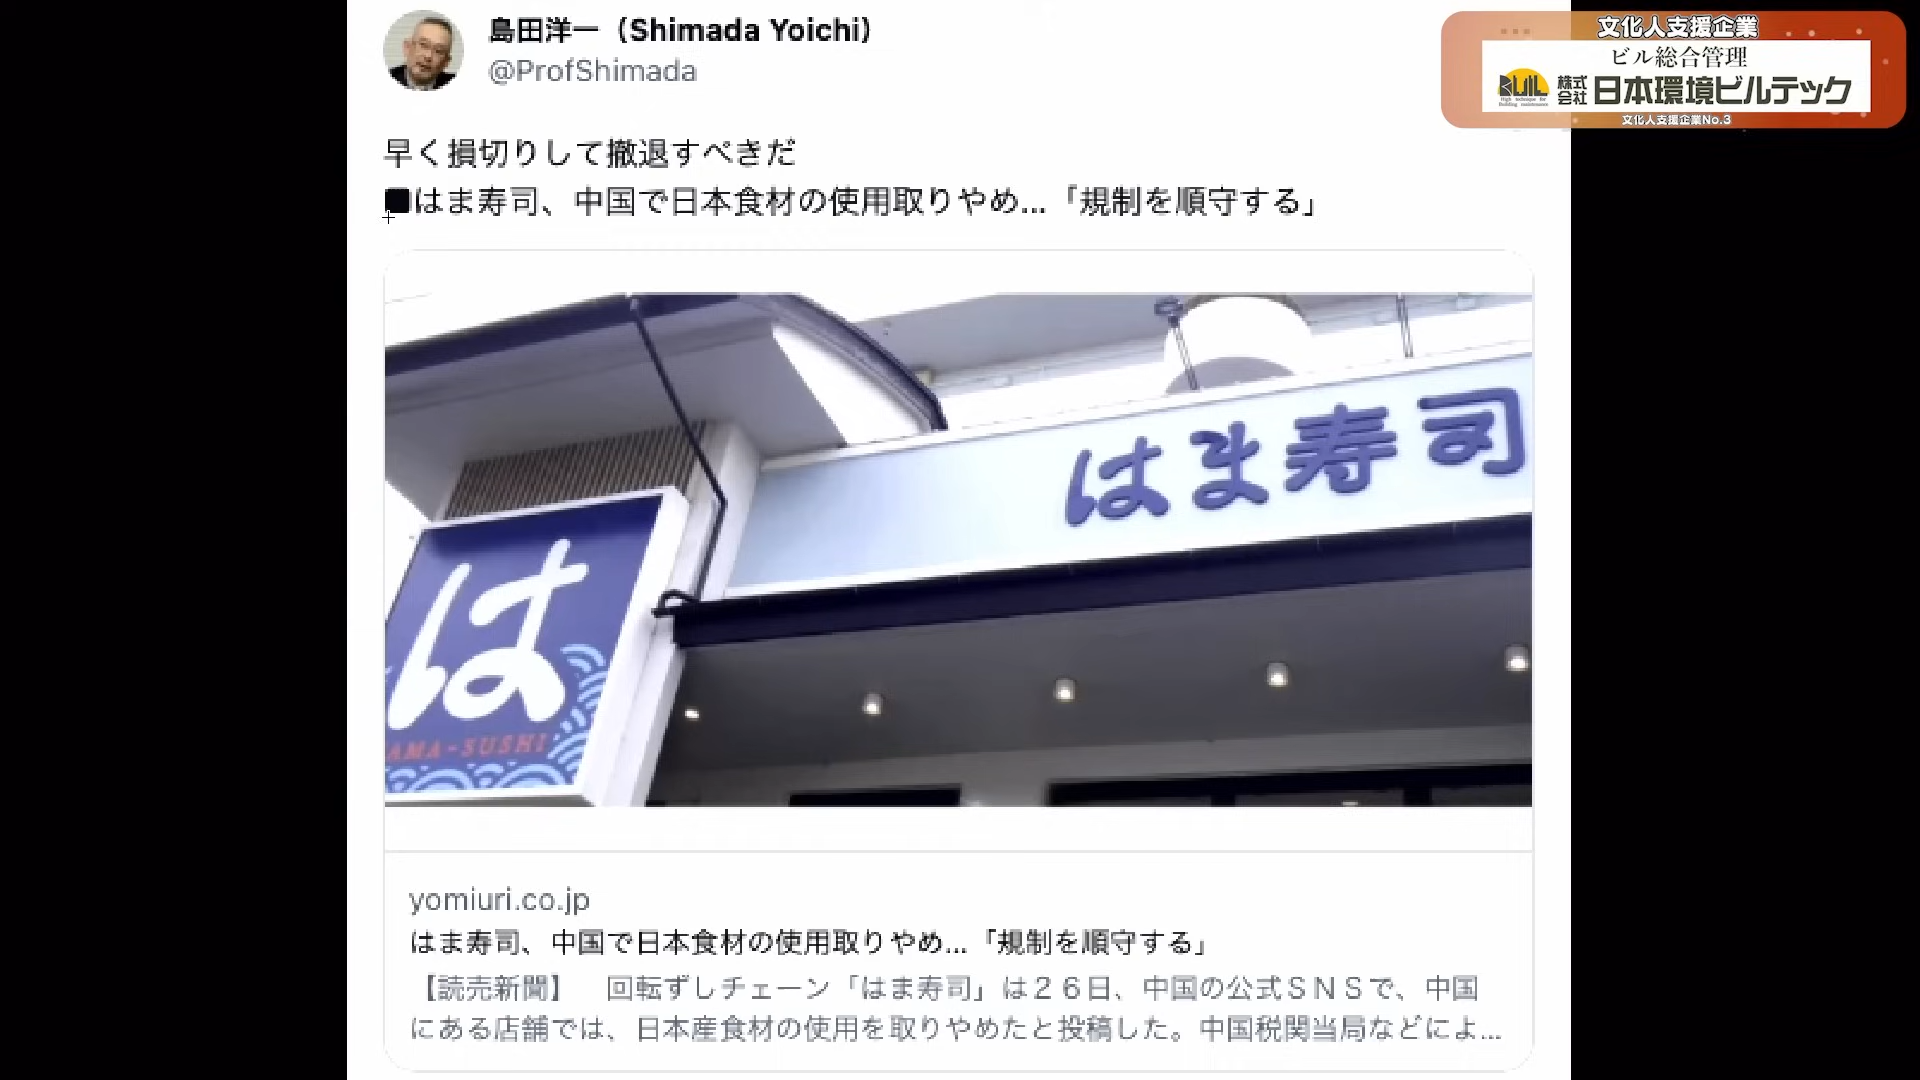 島田洋一（Shimada Yoichi）
@ProfShimada
早く損切りして撤退すべきだ
■はま寿司、中国で日本食材の使用取りやめ…「規制を順守する」
文化人支援企業
ビル総合管理
BUIL
株式会社 日本環境ビルテック
文化人支援企業No.3
はま寿司
は
AMA-SUSHI
yomiuri.co.jp
はま寿司、中国で日本食材の使用取りやめ…「規制を順守する」
【読売新聞】　回転ずしチェーン「はま寿司」は２６日、中国の公式ＳＮＳで、中国
にある店舗では、日本産食材の使用を取りやめたと投稿した。中国税関当局などによ…